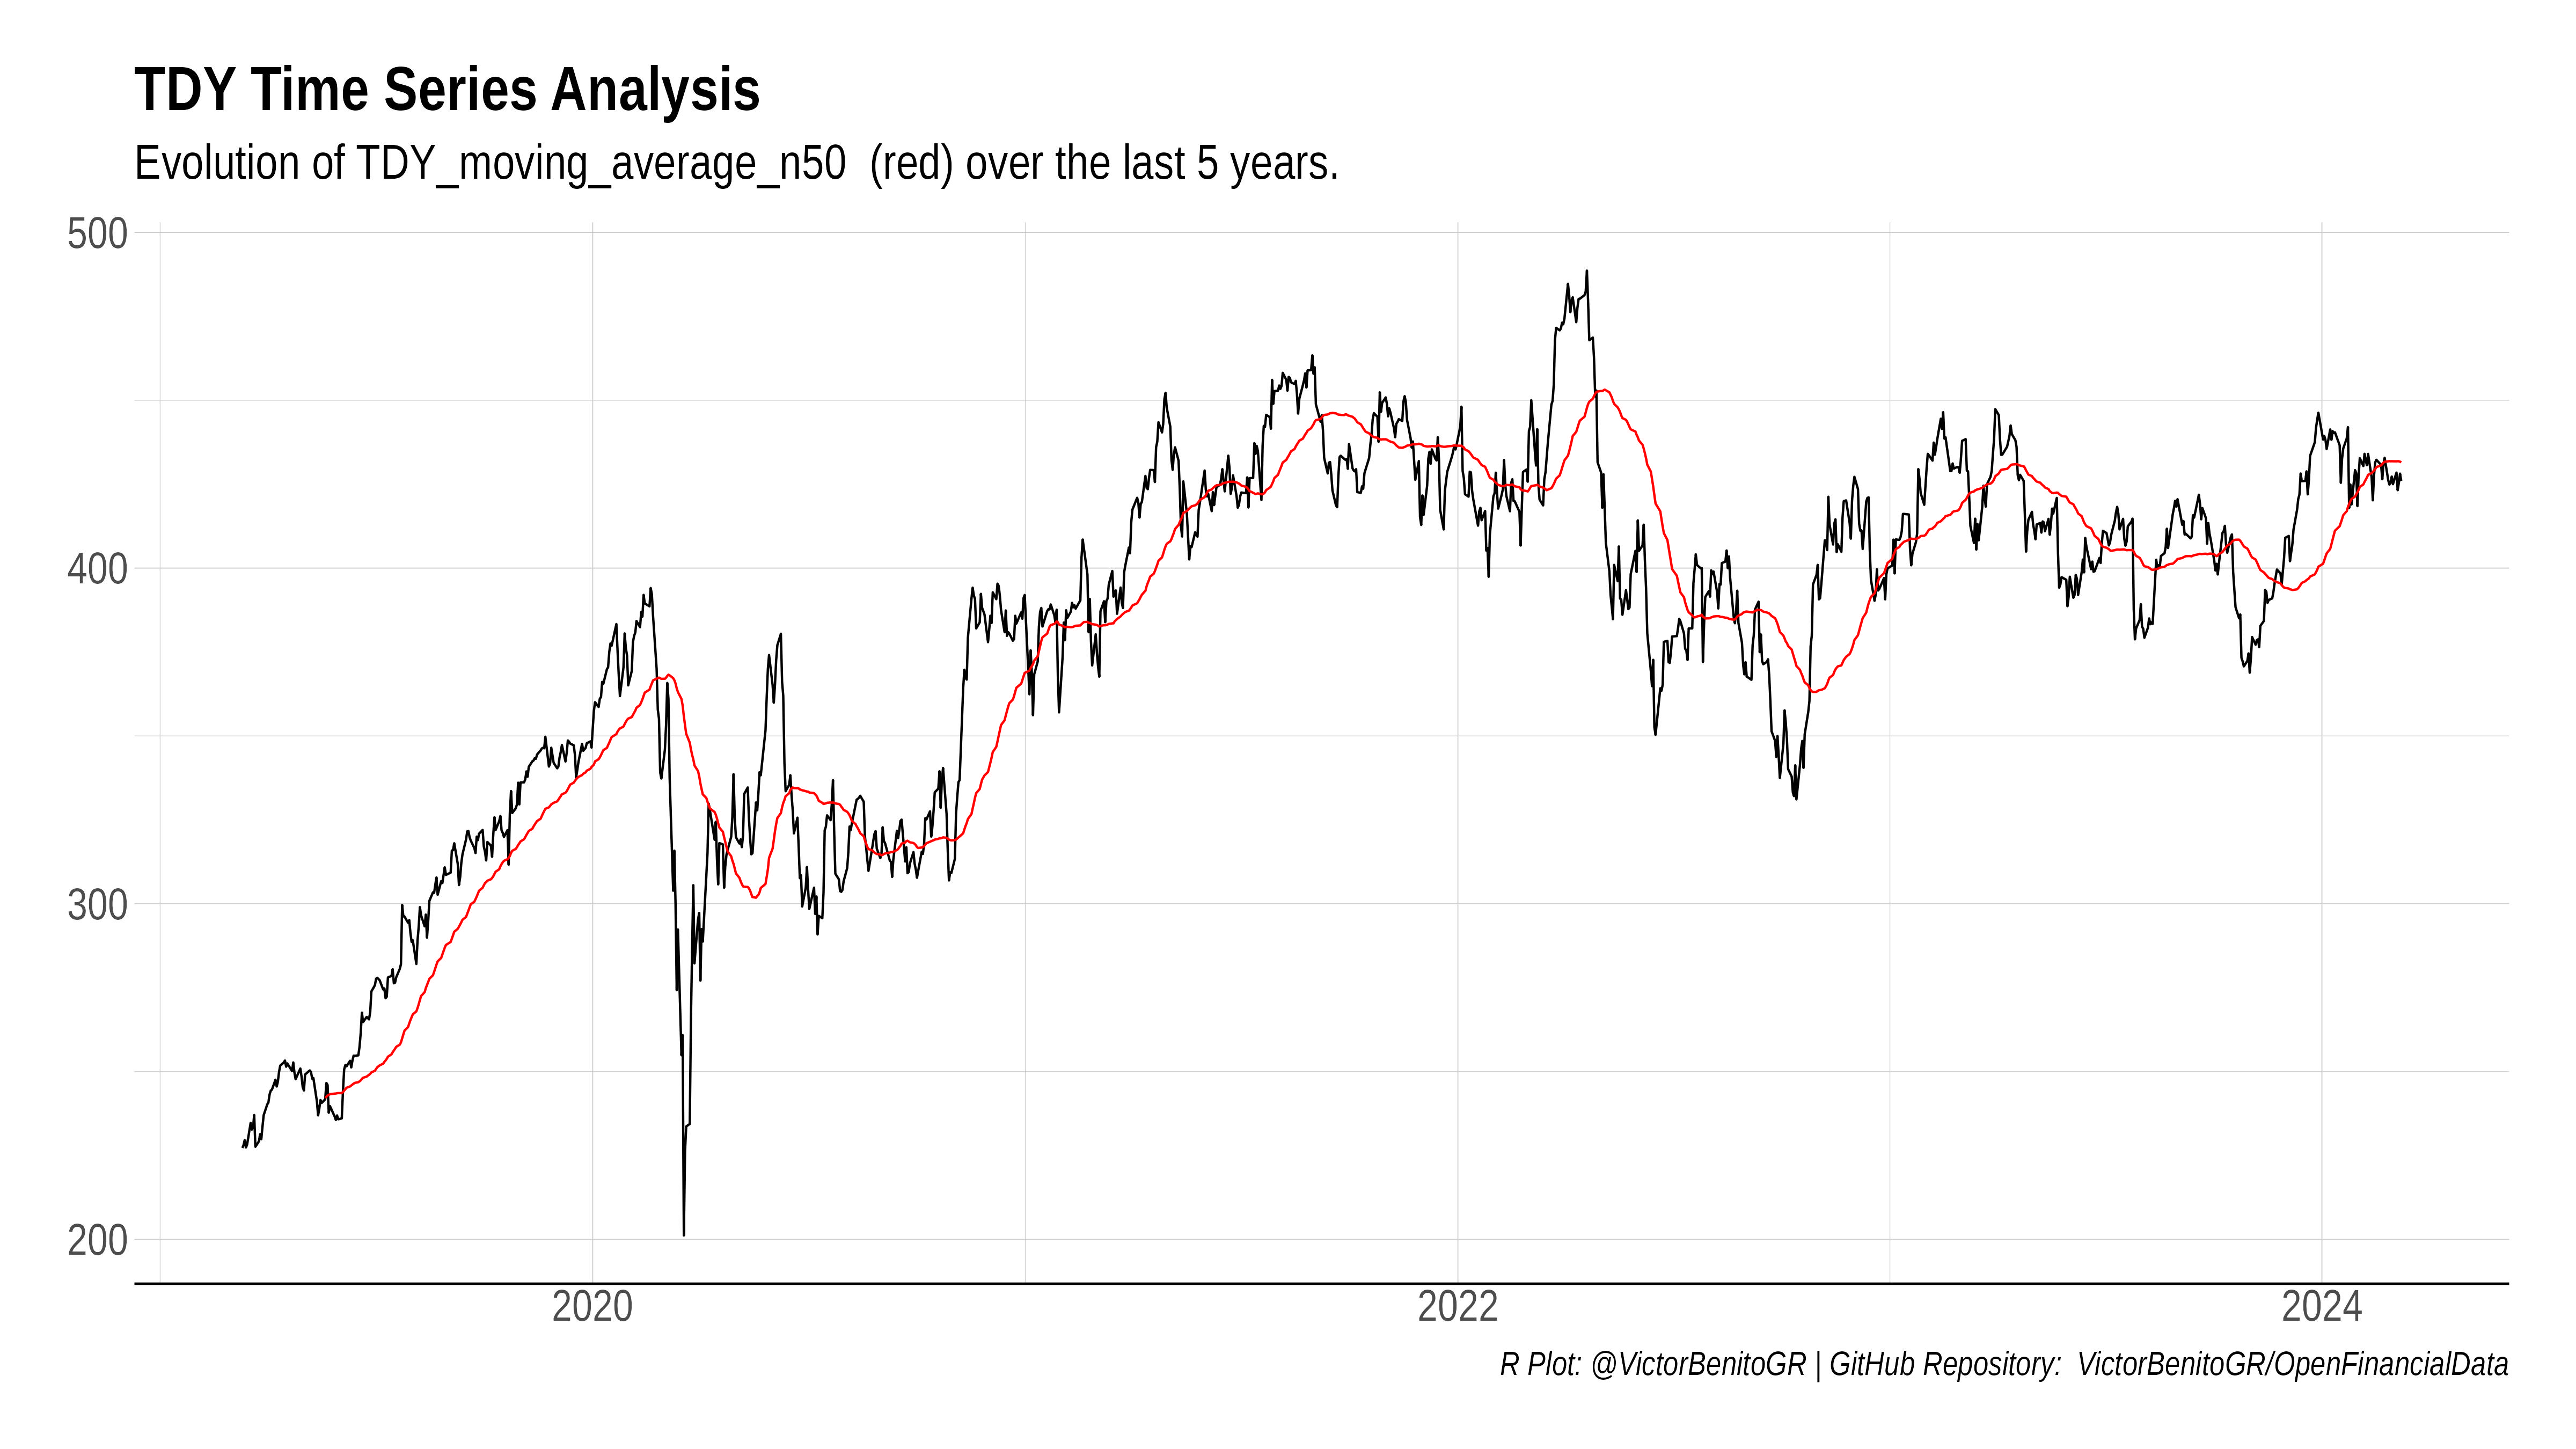 TDY Time Series Analysis
Evolution of TDY_moving_average_n50  (red) over the last 5 years.
500
400
300
200
2020 2022 2024
R Plot: @VictorBenitoGR | GitHub Repository:  VictorBenitoGR/OpenFinancialData